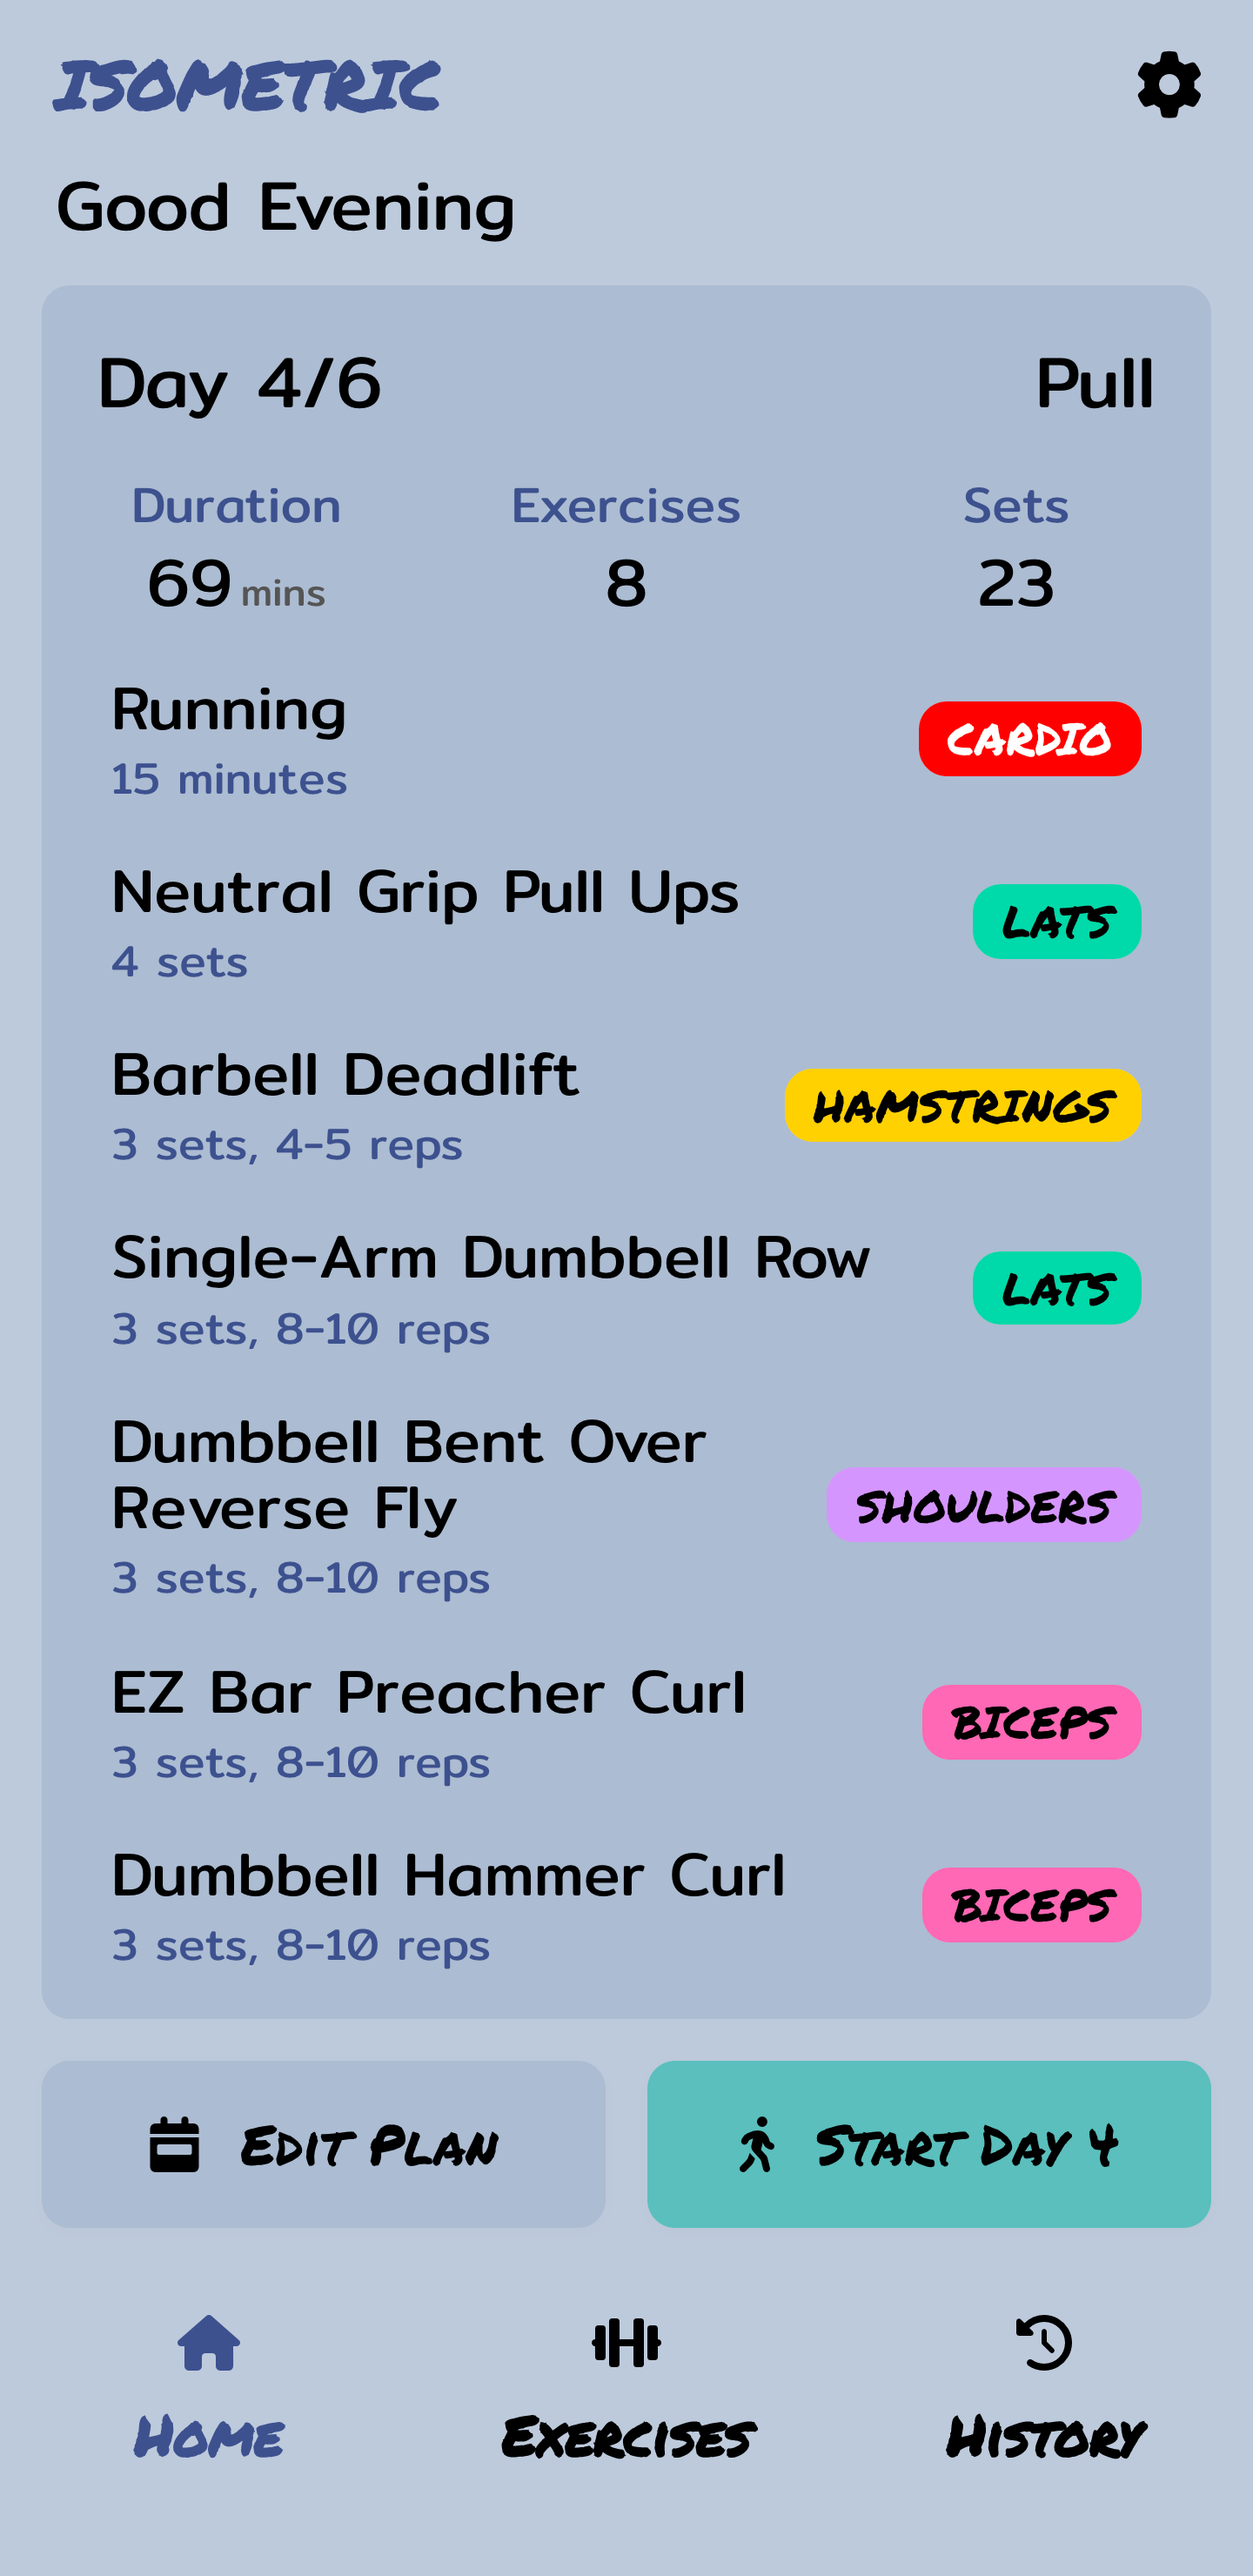 ISOMETRIC
Good Evening
Day 4/6 Pull
Duration Exercises Sets
69 mins 8 23
Running
15 minutes
CARDIO
Neutral Grip Pull Ups
4 sets
LATS
Barbell Deadlift
3 sets, 4-5 reps
HAMSTRINGS
Single-Arm Dumbbell Row
3 sets, 8-10 reps
LATS
Dumbbell Bent Over
Reverse Fly
3 sets, 8-10 reps
SHOULDERS
EZ Bar Preacher Curl
3 sets, 8-10 reps
BICEPS
Dumbbell Hammer Curl
3 sets, 8-10 reps
BICEPS
Edit Plan Start Day 4
Home Exercises History